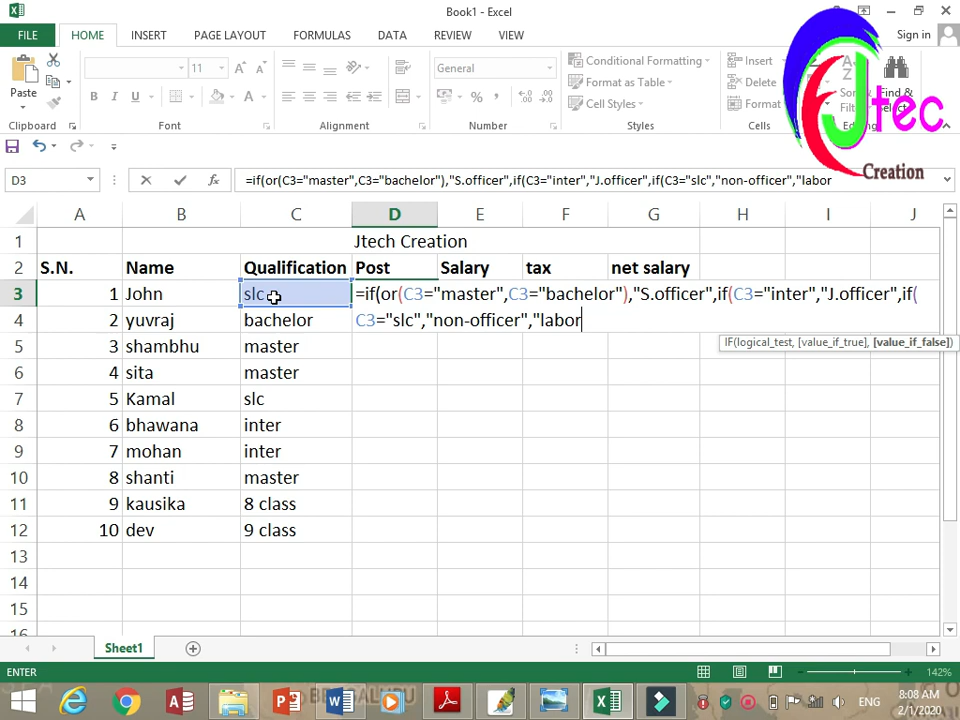 Book1 - Excel
FILE HOME INSERT PAGE LAYOUT FORMULAS DATA REVIEW VIEW Sign in
Paste
11
B I U
A
General
% 
Conditional Formatting
Format as Table
Cell Styles
Insert
Delete
Format
Find &
Clipboard Font Alignment Number Styles Cells
Jtec
Creation
D3 fx =if(or(C3="master",C3="bachelor"),"S.officer",if(C3="inter","J.officer",if(C3="slc","non-officer","labor
A B C D E F G H I J
1 Jtech Creation
2 S.N. Name Qualification Post Salary tax net salary
3 1 John slc =if(or(C3="master",C3="bachelor"),"S.officer",if(C3="inter","J.officer",if(
4 2 yuvraj bachelor C3="slc","non-officer","labor
IF(logical_test, [value_if_true], [value_if_false])
5 3 shambhu master
6 4 sita master
7 5 Kamal slc
8 6 bhawana inter
9 7 mohan inter
10 8 shanti master
11 9 kausika 8 class
12 10 dev 9 class
13
14
15
16
Sheet1
ENTER 142%
ENG
8:08 AM
2/1/2020